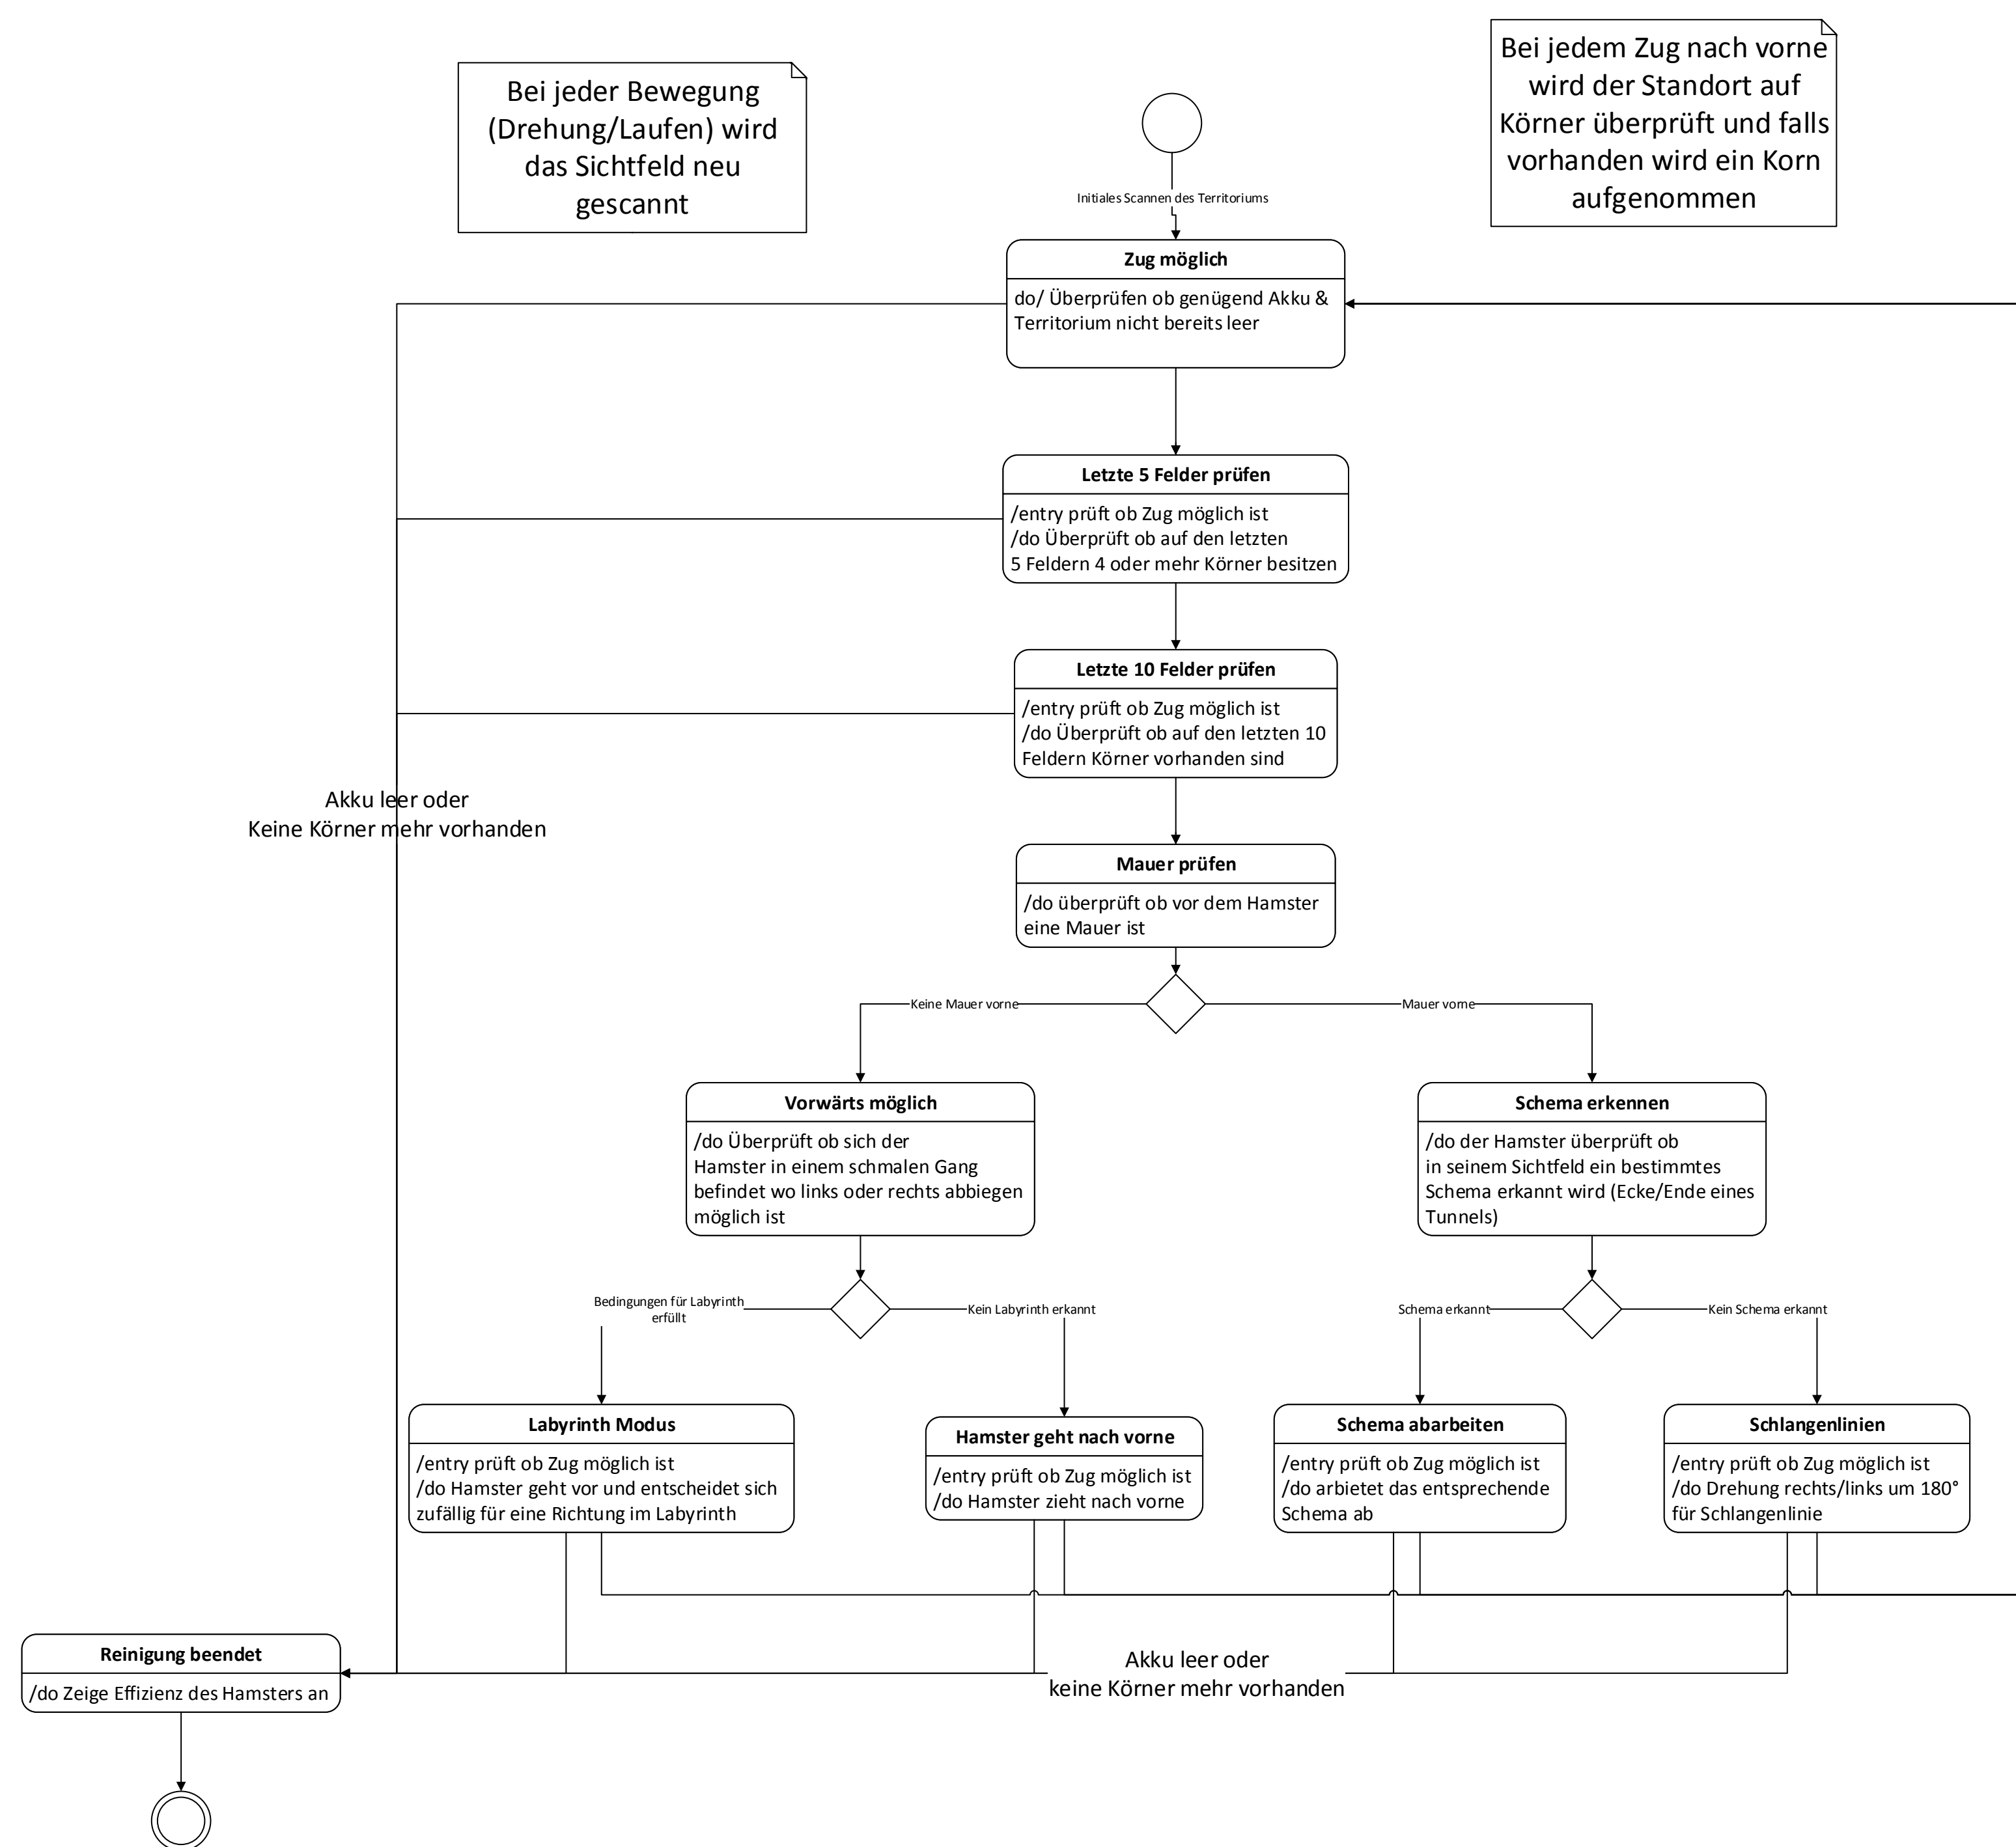 Bei jeder Bewegung
(Drehung/Laufen) wird
das Sichtfeld neu
gescannt
Bei jedem Zug nach vorne
wird der Standort auf
Körner überprüft und falls
vorhanden wird ein Korn
aufgenommen
Initiales Scannen des Territoriums
Zug möglich
do/ Überprüfen ob genügend Akku &
Territorium nicht bereits leer
Letzte 5 Felder prüfen
/entry prüft ob Zug möglich ist
/do Überprüft ob auf den letzten
5 Feldern 4 oder mehr Körner besitzen
Letzte 10 Felder prüfen
/entry prüft ob Zug möglich ist
/do Überprüft ob auf den letzten 10
Feldern Körner vorhanden sind
Akku leer oder
Keine Körner mehr vorhanden
Mauer prüfen
/do überprüft ob vor dem Hamster
eine Mauer ist
Keine Mauer vorne
Mauer vorne
Vorwärts möglich
/do Überprüft ob sich der
Hamster in einem schmalen Gang
befindet wo links oder rechts abbiegen
möglich ist
Schema erkennen
/do der Hamster überprüft ob
in seinem Sichtfeld ein bestimmtes
Schema erkannt wird (Ecke/Ende eines
Tunnels)
Bedingungen für Labyrinth
erfüllt
Kein Labyrinth erkannt
Schema erkannt
Kein Schema erkannt
Labyrinth Modus
/entry prüft ob Zug möglich ist
/do Hamster geht vor und entscheidet sich
zufällig für eine Richtung im Labyrinth
Hamster geht nach vorne
/entry prüft ob Zug möglich ist
/do Hamster zieht nach vorne
Schema abarbeiten
/entry prüft ob Zug möglich ist
/do arbietet das entsprechende
Schema ab
Schlangenlinien
/entry prüft ob Zug möglich ist
/do Drehung rechts/links um 180°
für Schlangenlinie
Reinigung beendet
/do Zeige Effizienz des Hamsters an
Akku leer oder
keine Körner mehr vorhanden